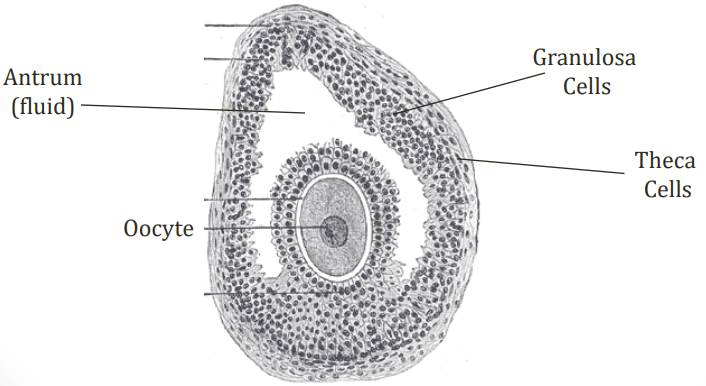 Granulosa
Cells
Antrum
(fluid)
Theca
Cells
Oocyte